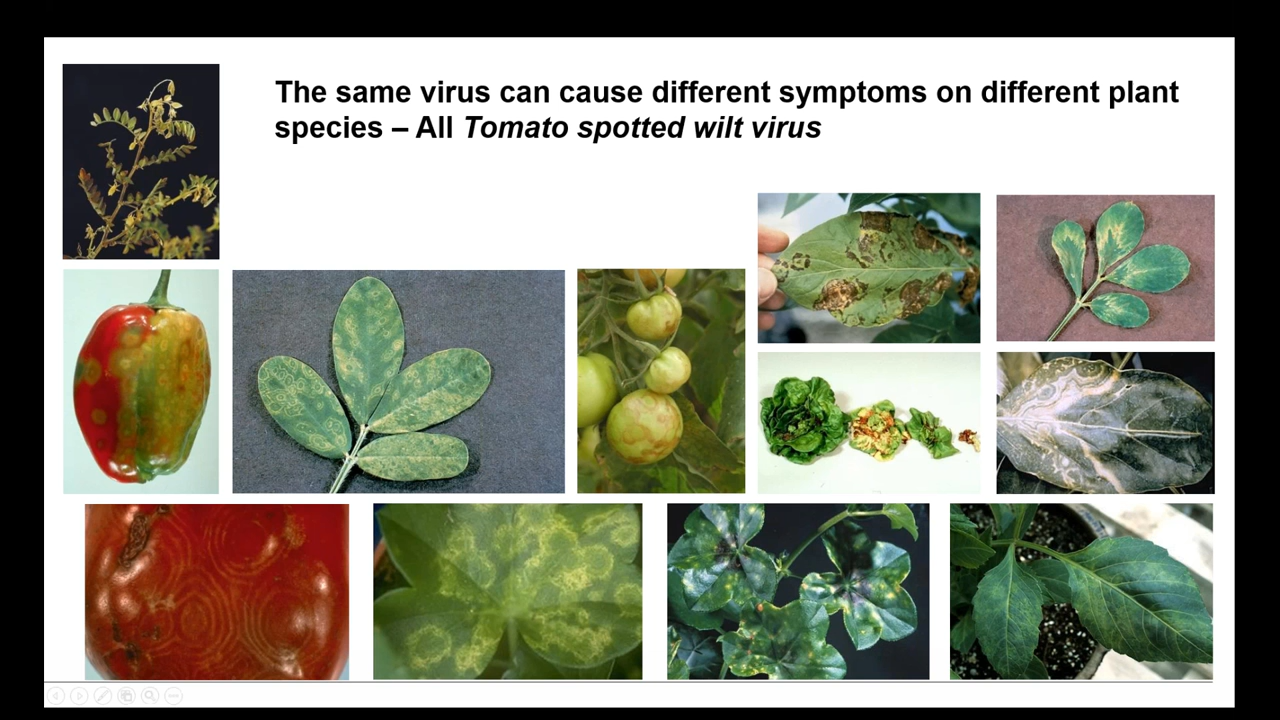 The same virus can cause different symptoms on different plant
species – All Tomato spotted wilt virus